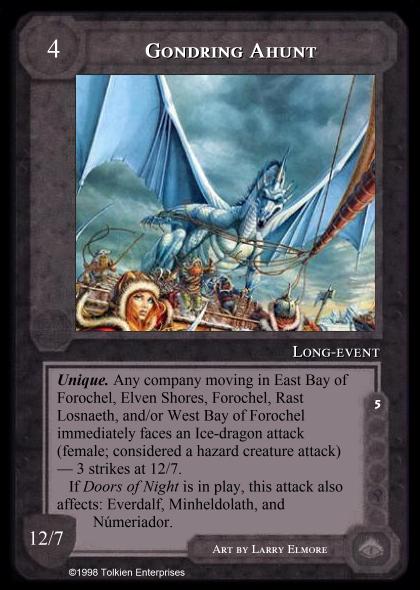 4
Gondring Ahunt
Long-event
Unique. Any company moving in East Bay of
Forochel, Elven Shores, Forochel, Rast
Losnaeth, and/or West Bay of Forochel
immediately faces an Ice-dragon attack
(female; considered a hazard creature attack)
— 3 strikes at 12/7.
If Doors of Night is in play, this attack also
affects: Everdalf, Minheldolath, and
Númeriador.
5
12/7
Art by Larry Elmore
©1998 Tolkien Enterprises